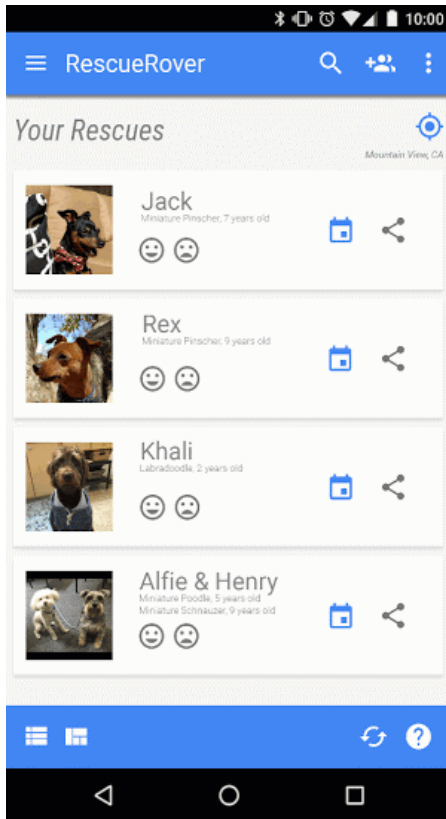 10:00
RescueRover
Your Rescues
Mountain View, CA
Jack
Miniature Pinscher, 7 years old
Rex
Miniature Pinscher, 9 years old
Khali
Labradoodle, 2 years old
Alfie & Henry
Miniature Poodle, 5 years old
Miniature Schnauzer, 9 years old